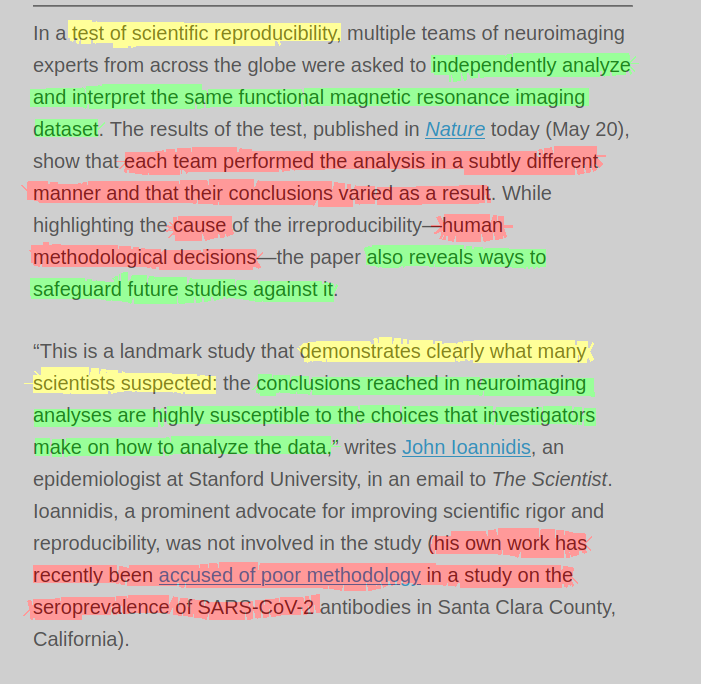 In a test of scientific reproducibility, multiple teams of neuroimaging
experts from across the globe were asked to independently analyze
and interpret the same functional magnetic resonance imaging
dataset. The results of the test, published in Nature today (May 20),
show that each team performed the analysis in a subtly different
manner and that their conclusions varied as a result. While
highlighting the cause of the irreproducibility—human
methodological decisions—the paper also reveals ways to
safeguard future studies against it.
“This is a landmark study that demonstrates clearly what many
scientists suspected: the conclusions reached in neuroimaging
analyses are highly susceptible to the choices that investigators
make on how to analyze the data,” writes John Ioannidis, an
epidemiologist at Stanford University, in an email to The Scientist.
Ioannidis, a prominent advocate for improving scientific rigor and
reproducibility, was not involved in the study (his own work has
recently been accused of poor methodology in a study on the
seroprevalence of SARS-CoV-2 antibodies in Santa Clara County,
California).